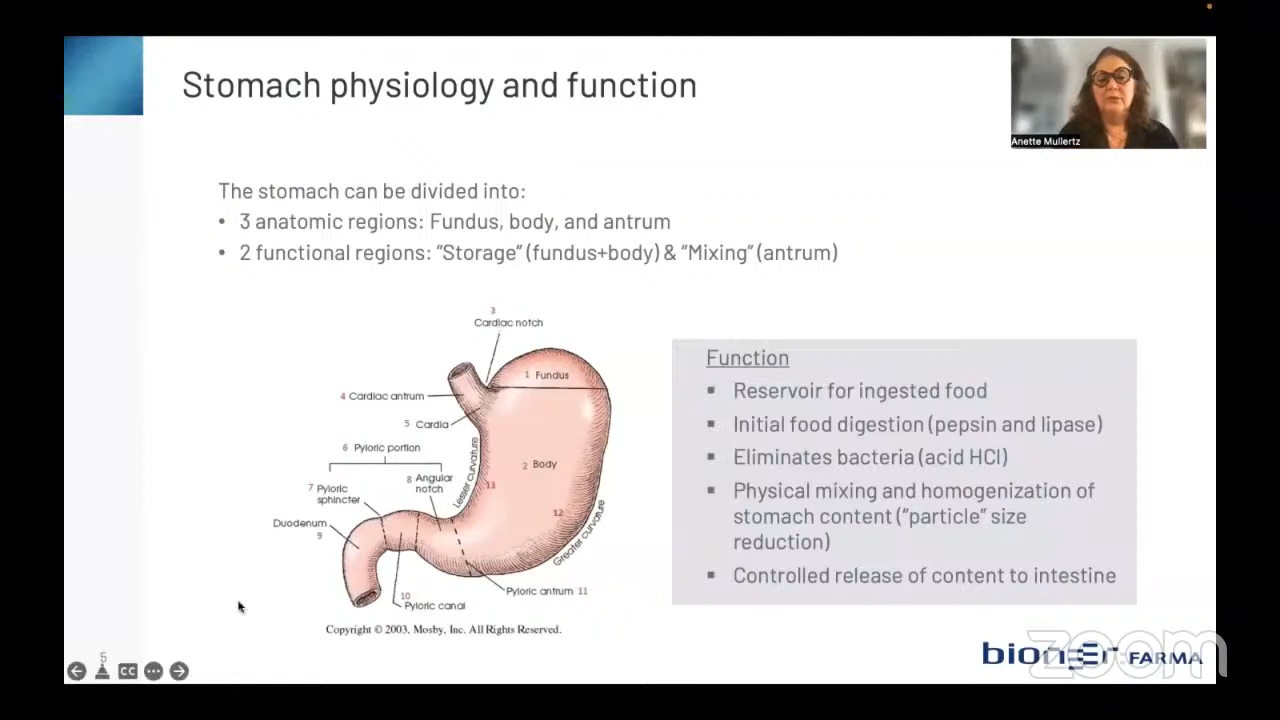 Stomach physiology and function
Anette Mullertz
The stomach can be divided into:
• 3 anatomic regions: Fundus, body, and antrum
• 2 functional regions: “Storage” (fundus+body) & “Mixing” (antrum)
3
Cardiac notch
1 Fundus
4 Cardiac antrum
5 Cardia
6 Pyloric portion
7 Pyloric
sphincter
8 Angular
notch
Lesser curvature
2 Body
13
12
Greater curvature
Duodenum
9
10
Pyloric canal
Pyloric antrum 11
Copyright © 2003, Mosby, Inc. All Rights Reserved.
Function
▪ Reservoir for ingested food
▪ Initial food digestion (pepsin and lipase)
▪ Eliminates bacteria (acid HCl)
▪ Physical mixing and homogenization of
stomach content (“particle” size
reduction)
▪ Controlled release of content to intestine
5
CC
bioneer:FARMA
zoom